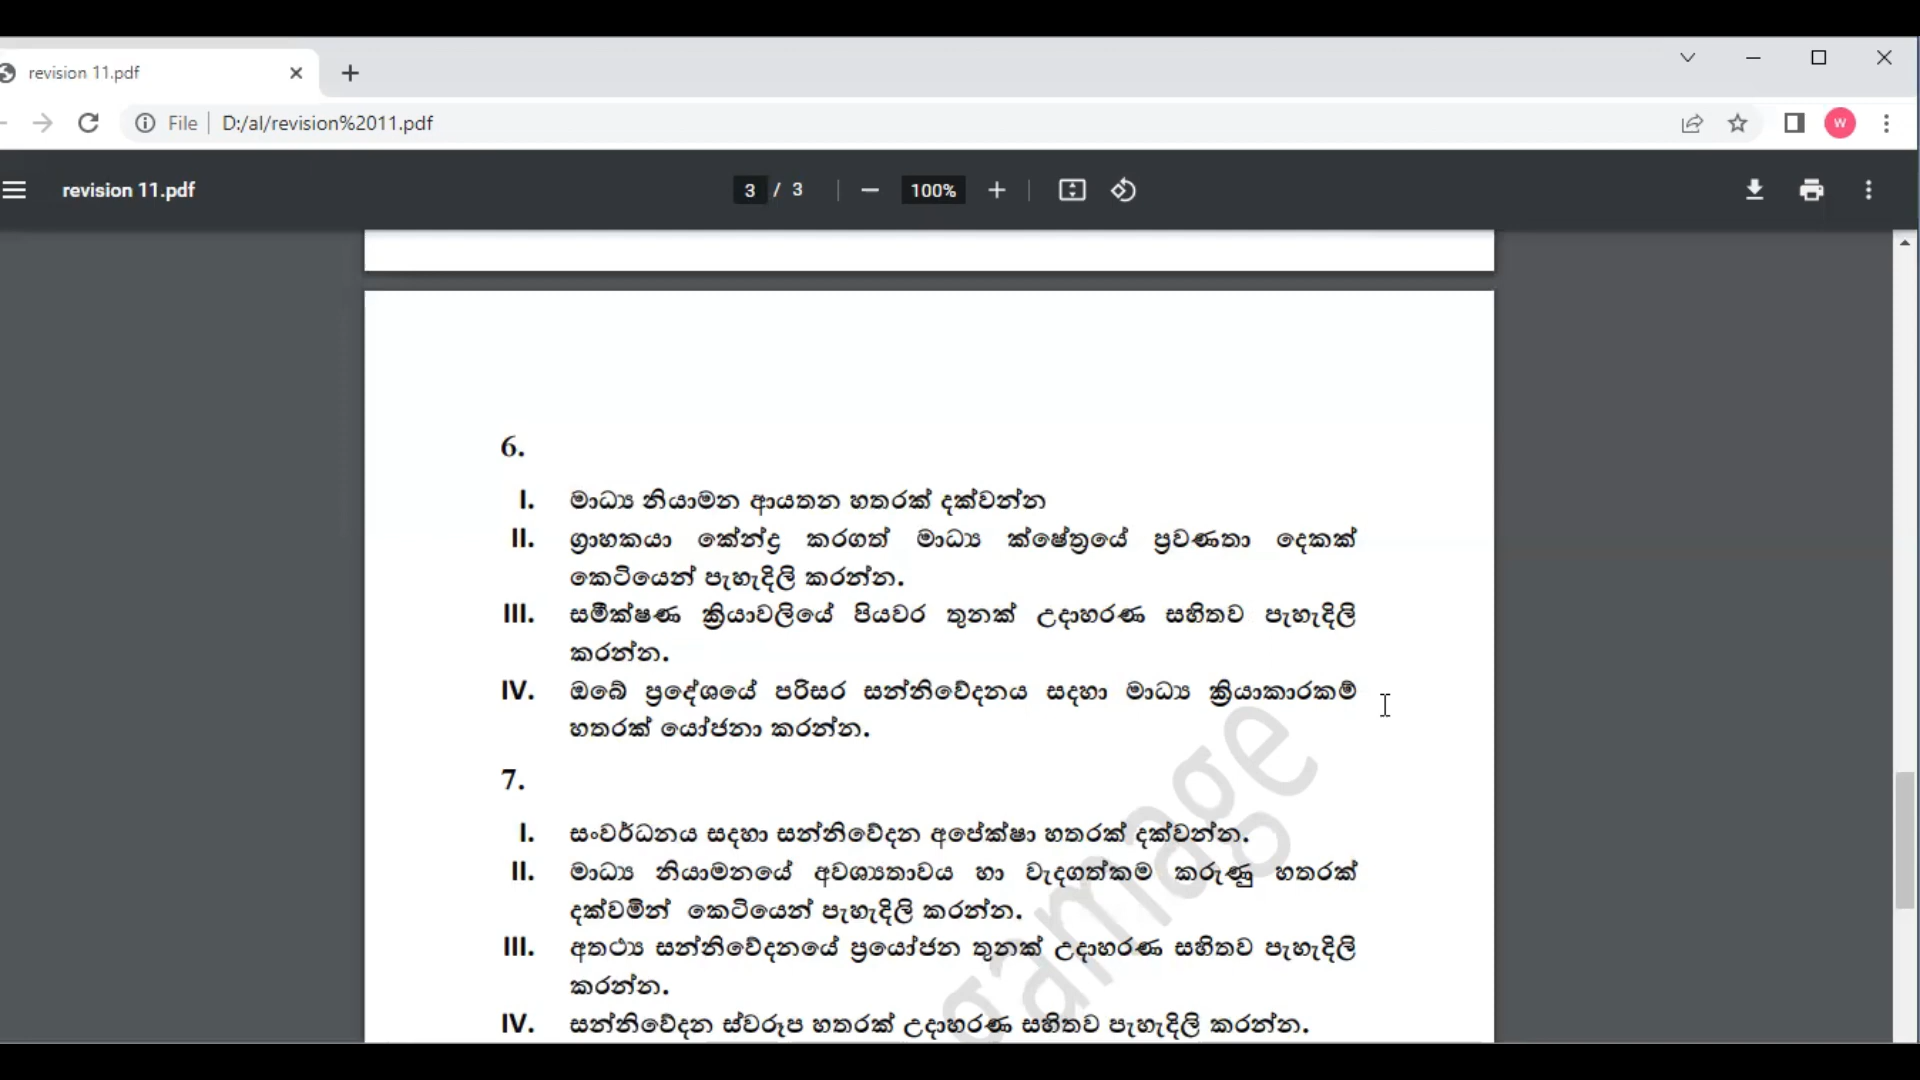 revision 11.pdf
File D:/al/revision%2011.pdf
W
revision 11.pdf 3 / 3 100%
6.
I. මාධ්‍ය නියාමන ආයතන හතරක් දක්වන්න
II. ග්‍රාහකයා කේන්ද්‍ර කරගත් මාධ්‍ය ක්ෂේත්‍රයේ ප්‍රවණතා දෙකක්
කෙටියෙන් පැහැදිලි කරන්න.
III. සමීක්ෂණ ක්‍රියාවලියේ පියවර තුනක් උදාහරණ සහිතව පැහැදිලි
කරන්න.
IV. ඔබේ ප්‍රදේශයේ පරිසර සන්නිවේදනය සදහා මාධ්‍ය ක්‍රියාකාරකම්
හතරක් යෝජනා කරන්න.
7.
I. සංවර්ධනය සදහා සන්නිවේදන අපේක්ෂා හතරක් දක්වන්න.
II. මාධ්‍ය නියාමනයේ අවශ්‍යතාවය හා වැදගත්කම කරුණු හතරක්
දක්වමින් කෙටියෙන් පැහැදිලි කරන්න.
III. අතථ්‍ය සන්නිවේදනයේ ප්‍රයෝජන තුනක් උදාහරණ සහිතව පැහැදිලි
කරන්න.
IV. සන්නිවේදන ස්වරූප හතරක් උදාහරණ සහිතව පැහැදිලි කරන්න.
gamage